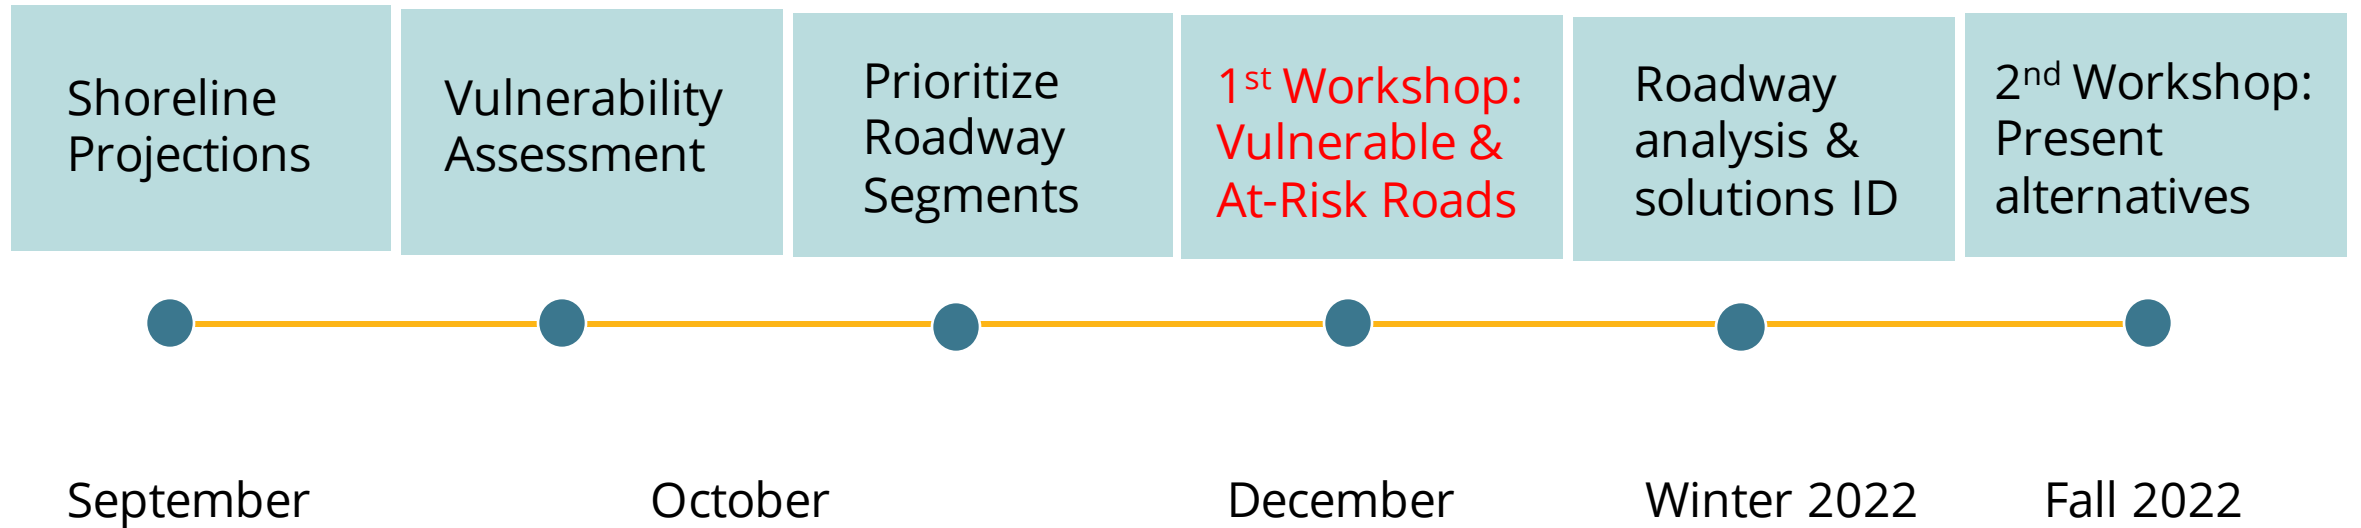 Shoreline
Projections
Vulnerability
Assessment
Prioritize
Roadway
Segments
1st Workshop:
Vulnerable &
At-Risk Roads
Roadway
analysis &
solutions ID
2nd Workshop:
Present
alternatives
September
October
December
Winter 2022
Fall 2022